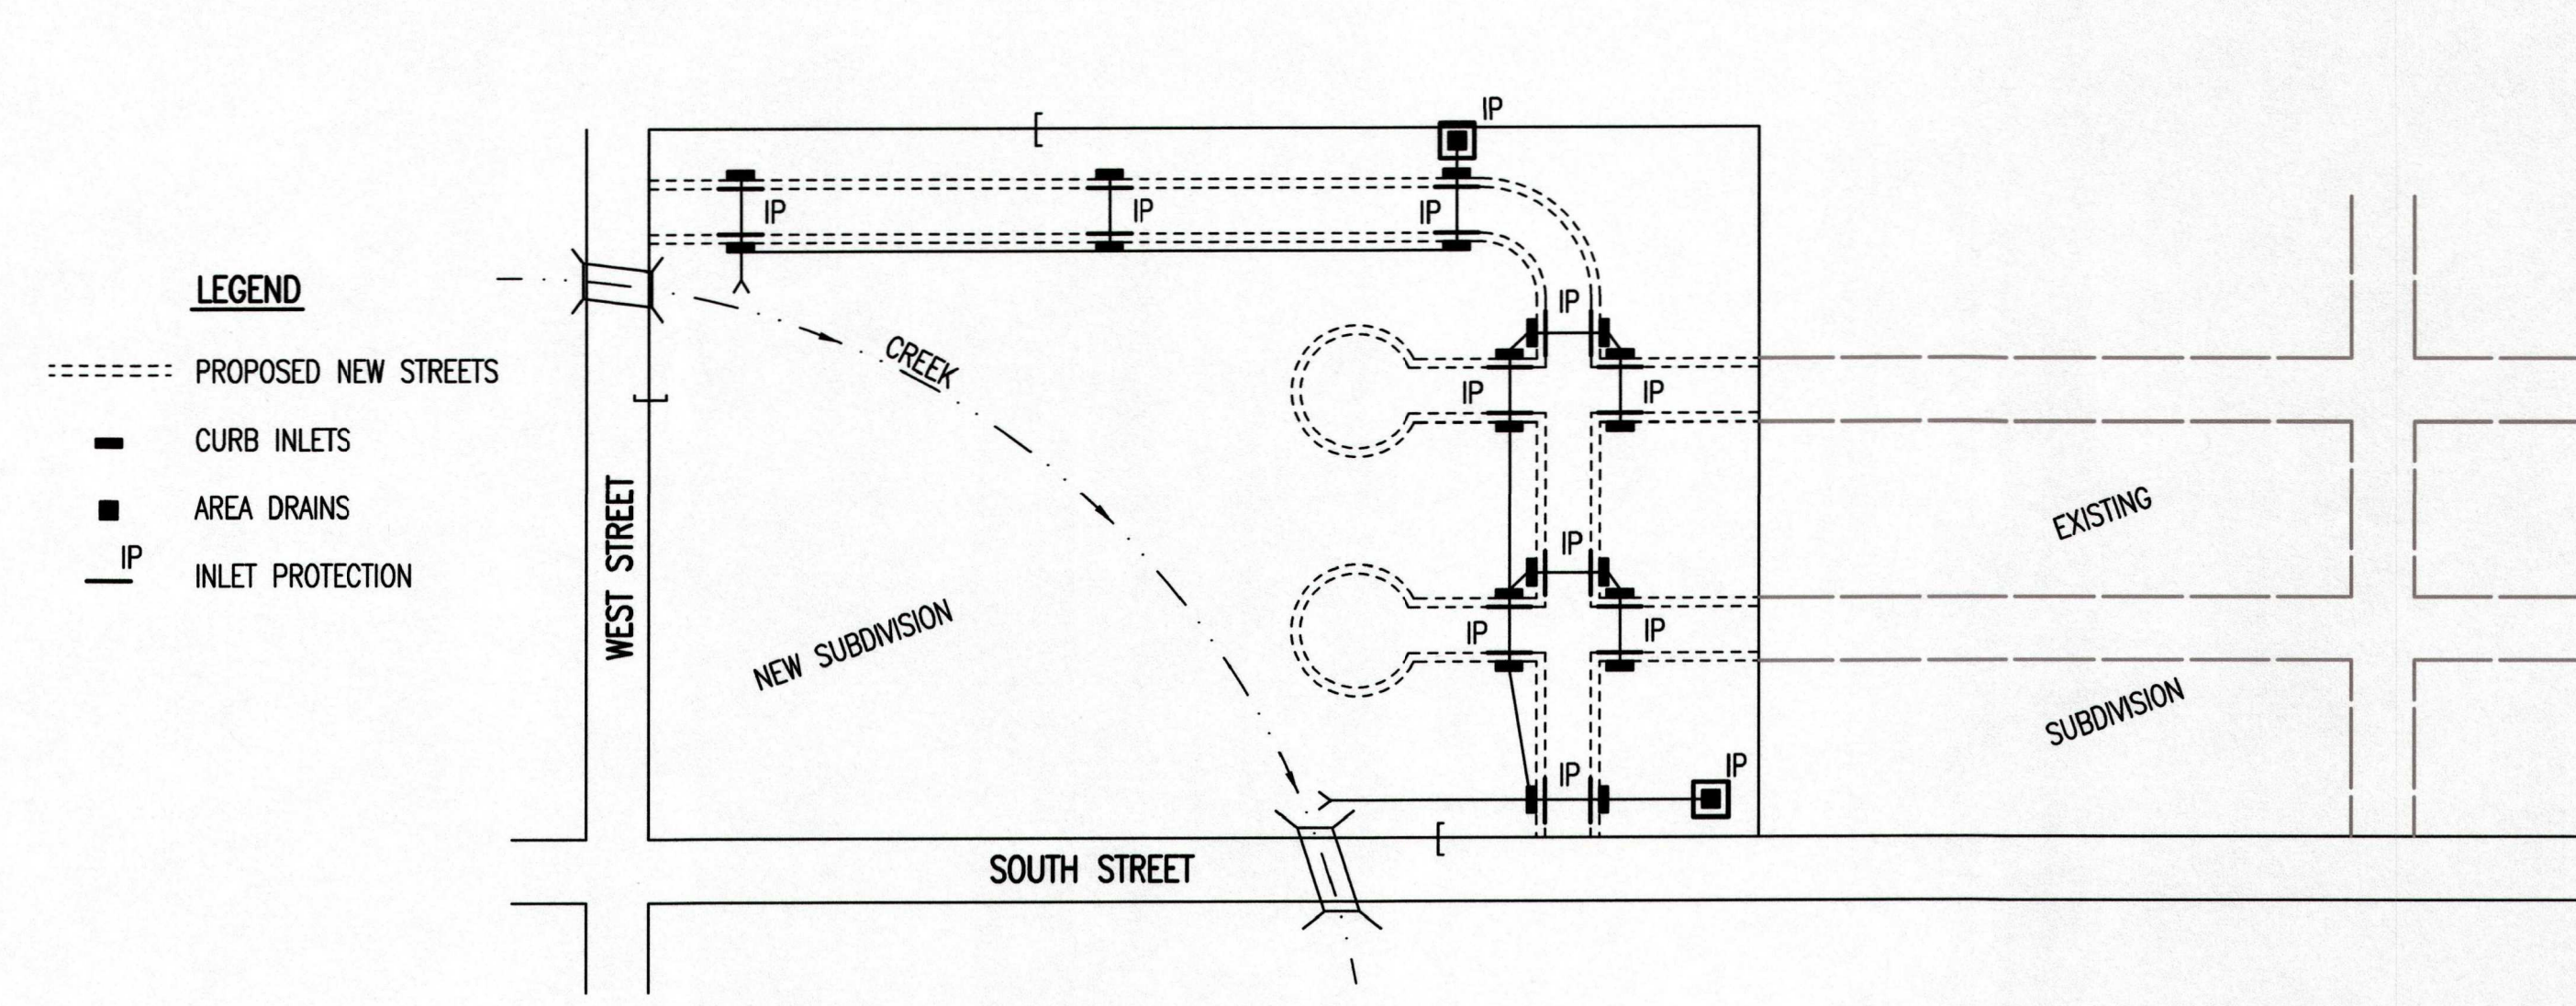 LEGEND
PROPOSED NEW STREETS
CURB INLETS
AREA DRAINS
IP
INLET PROTECTION
WEST STREET
NEW SUBDIVISION
CREEK
SOUTH STREET
IP
IP
IP
IP
IP
IP
IP
IP
IP
IP
IP
IP
EXISTING
SUBDIVISION